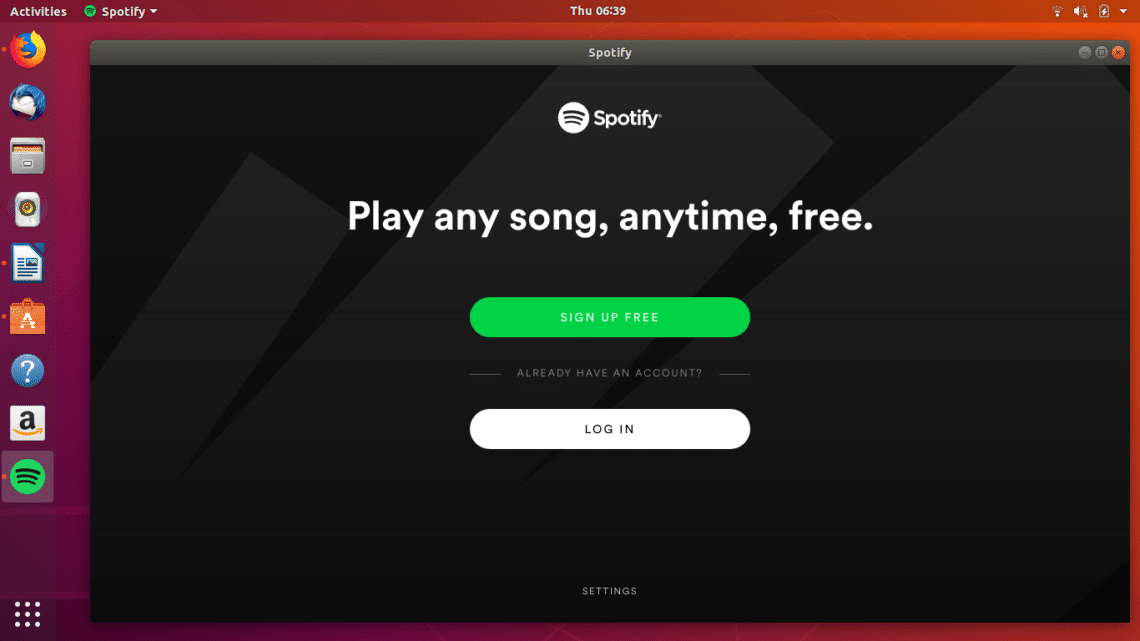 Activities Spotify Thu 06:39
Spotify
Spotify®
Play any song, anytime, free.
SIGN UP FREE
ALREADY HAVE AN ACCOUNT?
LOG IN
SETTINGS